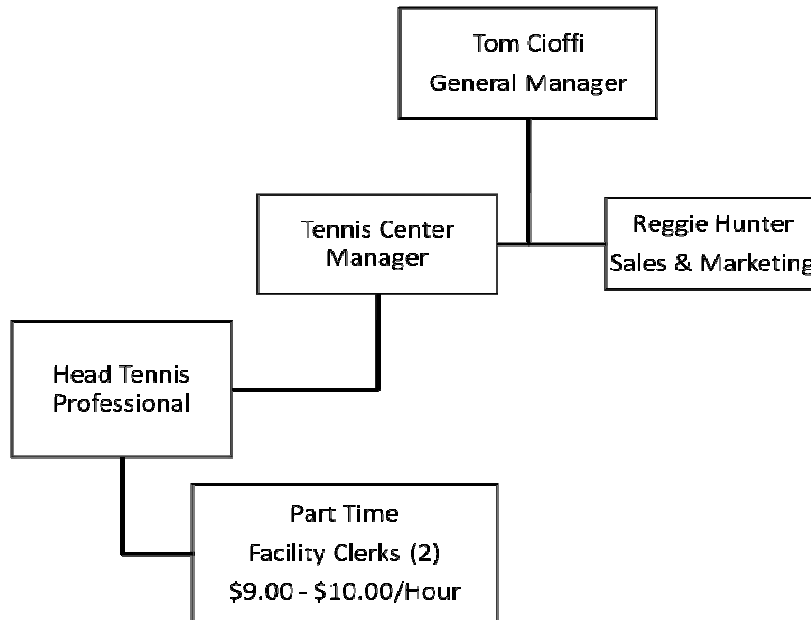 Tom Cioffi
General Manager
Tennis Center
Manager
Reggie Hunter
Sales & Marketing
Head Tennis
Professional
Part Time
Facility Clerks (2)
$9.00 - $10.00/Hour